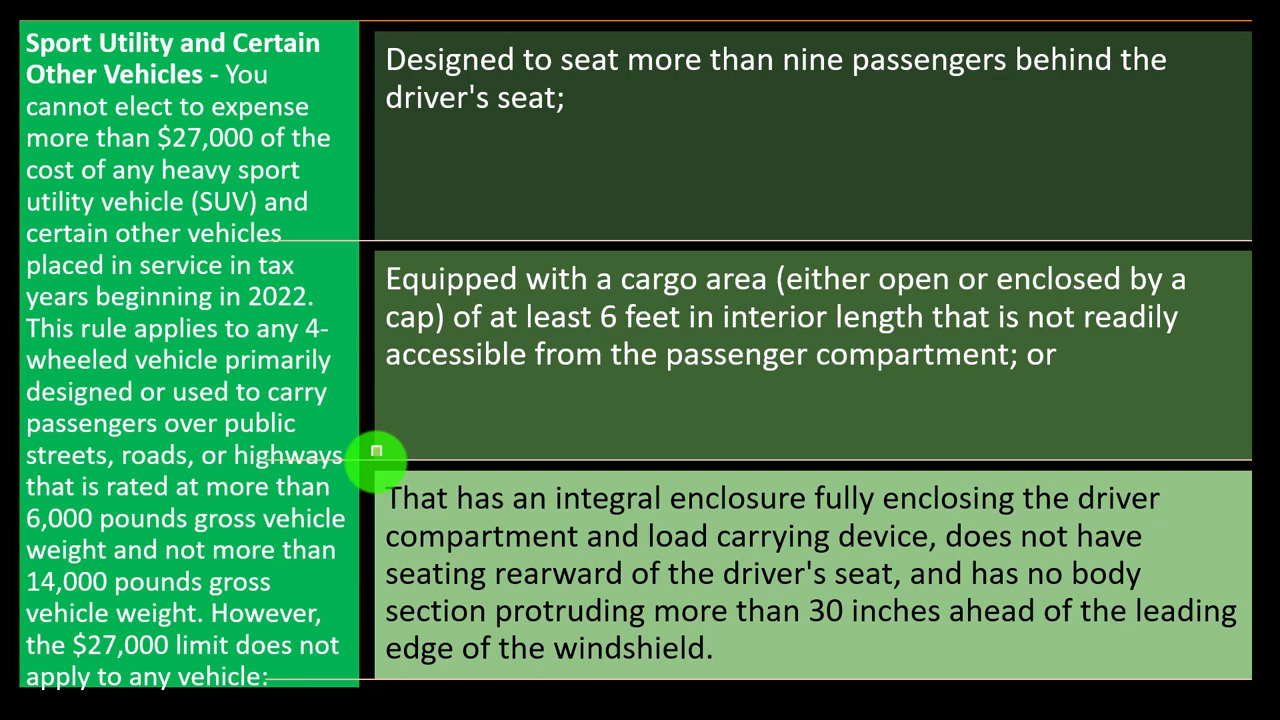 Sport Utility and Certain
Other Vehicles - You
cannot elect to expense
more than $27,000 of the
cost of any heavy sport
utility vehicle (SUV) and
certain other vehicles
placed in service in tax
years beginning in 2022.
This rule applies to any 4-
wheeled vehicle primarily
designed or used to carry
passengers over public
streets, roads, or highways
that is rated at more than
6,000 pounds gross vehicle
weight and not more than
14,000 pounds gross
vehicle weight. However,
the $27,000 limit does not
apply to any vehicle:
Designed to seat more than nine passengers behind the
driver's seat;
Equipped with a cargo area (either open or enclosed by a
cap) of at least 6 feet in interior length that is not readily
accessible from the passenger compartment; or
That has an integral enclosure fully enclosing the driver
compartment and load carrying device, does not have
seating rearward of the driver's seat, and has no body
section protruding more than 30 inches ahead of the leading
edge of the windshield.